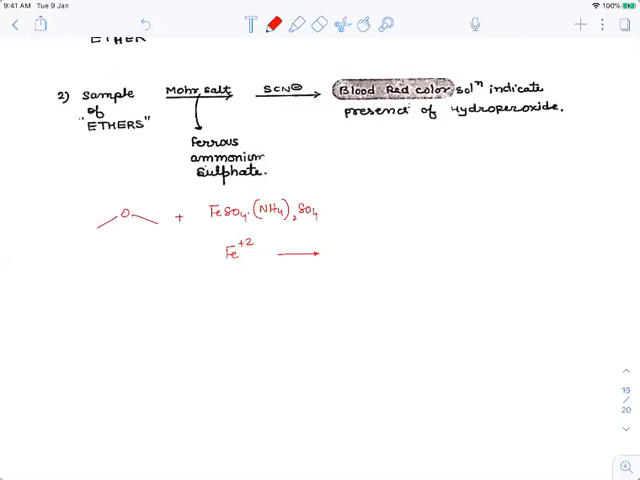 9:41 AM Tue 9 Jan
100%
ETHER
2) Sample of "ETHERS" Mohr salt SCN⊖ Blood Red color solⁿ indicate
presence of Hydroperoxide.
ferrous
ammonium
Sulphate.
O + FeSO₄·(NH₄)₂SO₄
Fe⁺² ⟶
19
/
20